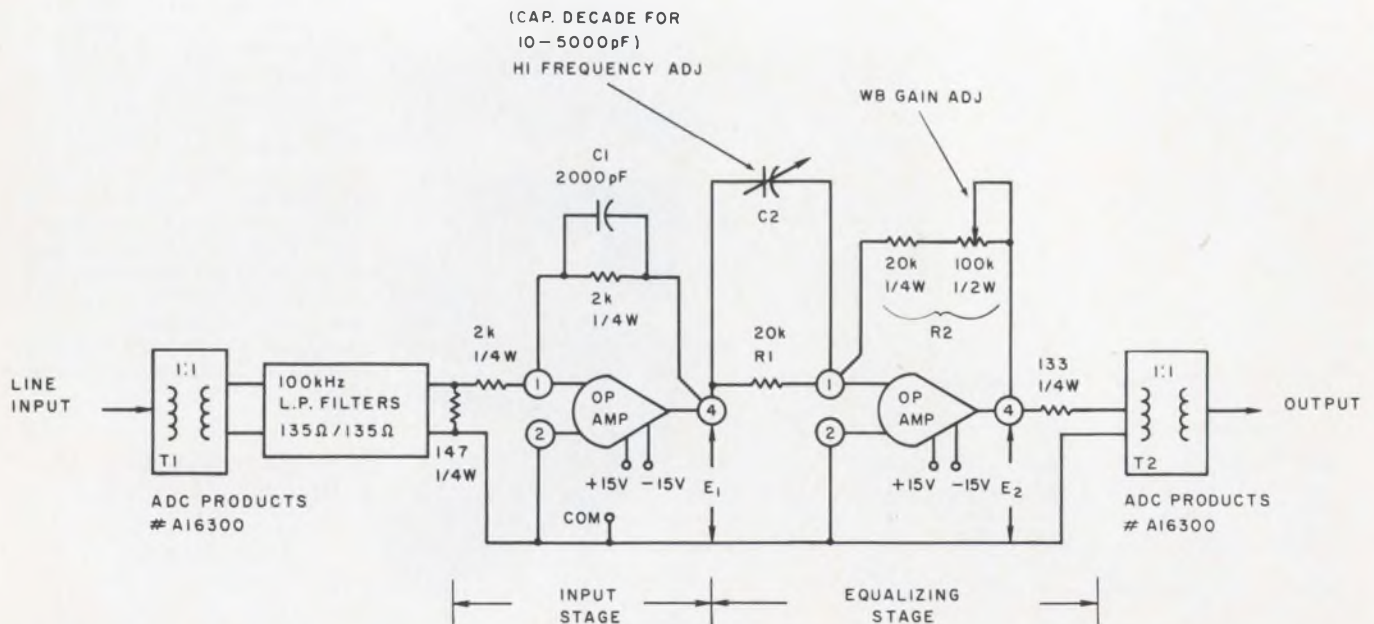 (CAP. DECADE FOR
10-5000pF)
HI FREQUENCY ADJ
WB GAIN ADJ
C1
2000pF
C2
2k
1/4W
20k
1/4W
100k
1/2W
R2
LINE
INPUT
1:1
T1
ADC PRODUCTS
# A16300
100kHz
L.P. FILTERS
135Ω/135Ω
147
1/4W
2k
1/4W
1
2
OP
AMP
4
+15V
-15V
COM
E1
20k
R1
1
2
OP
AMP
4
+15V
-15V
E2
133
1/4W
1:1
T2
ADC PRODUCTS
# A16300
OUTPUT
INPUT
STAGE
EQUALIZING
STAGE